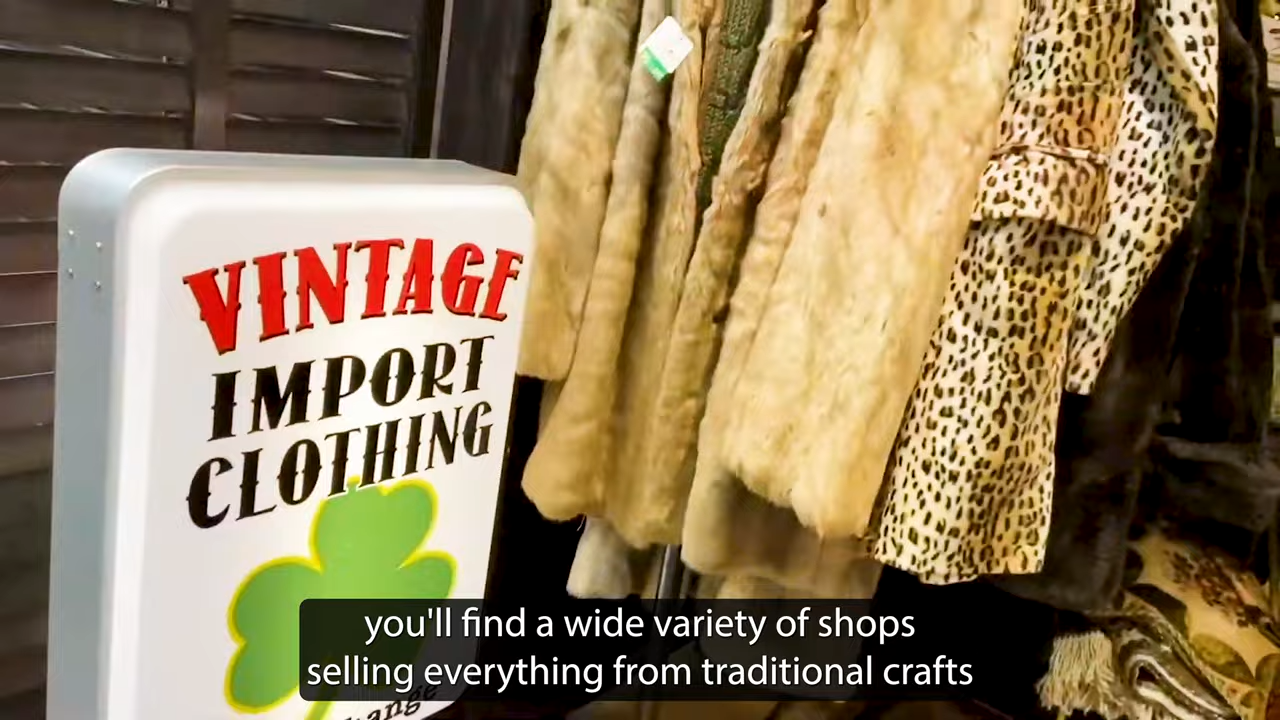 VINTAGE
IMPORT
CLOTHING
you'll find a wide variety of shops
selling everything from traditional crafts